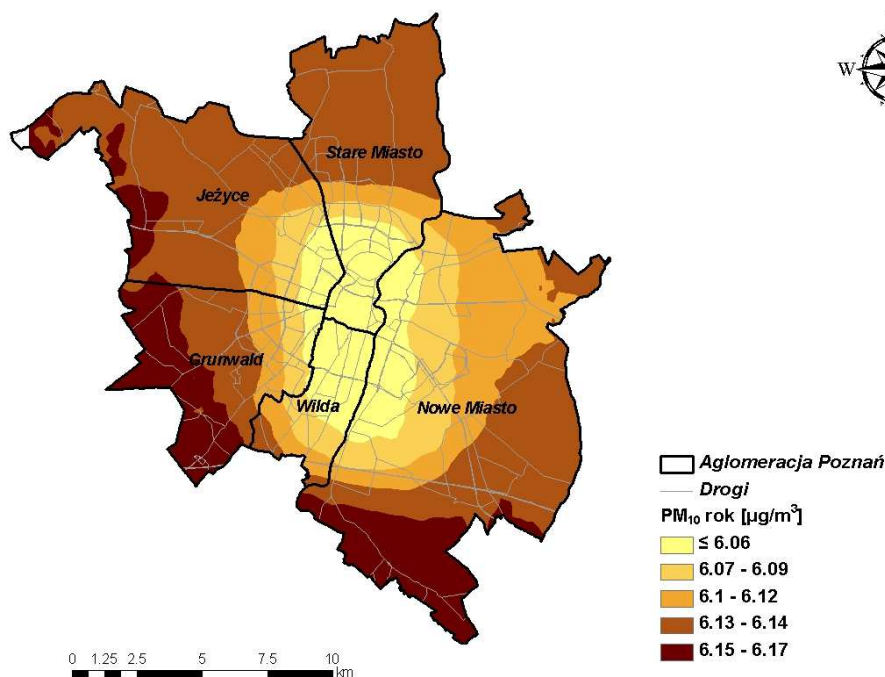 W
Stare Miasto
Jeżyce
Grunwald
Wilda
Nowe Miasto
Aglomeracja Poznań
Drogi
PM₁₀ rok [µg/m³]
≤ 6.06
6.07 - 6.09
6.1 - 6.12
6.13 - 6.14
6.15 - 6.17
0 1.25 2.5 5 7.5 10
km